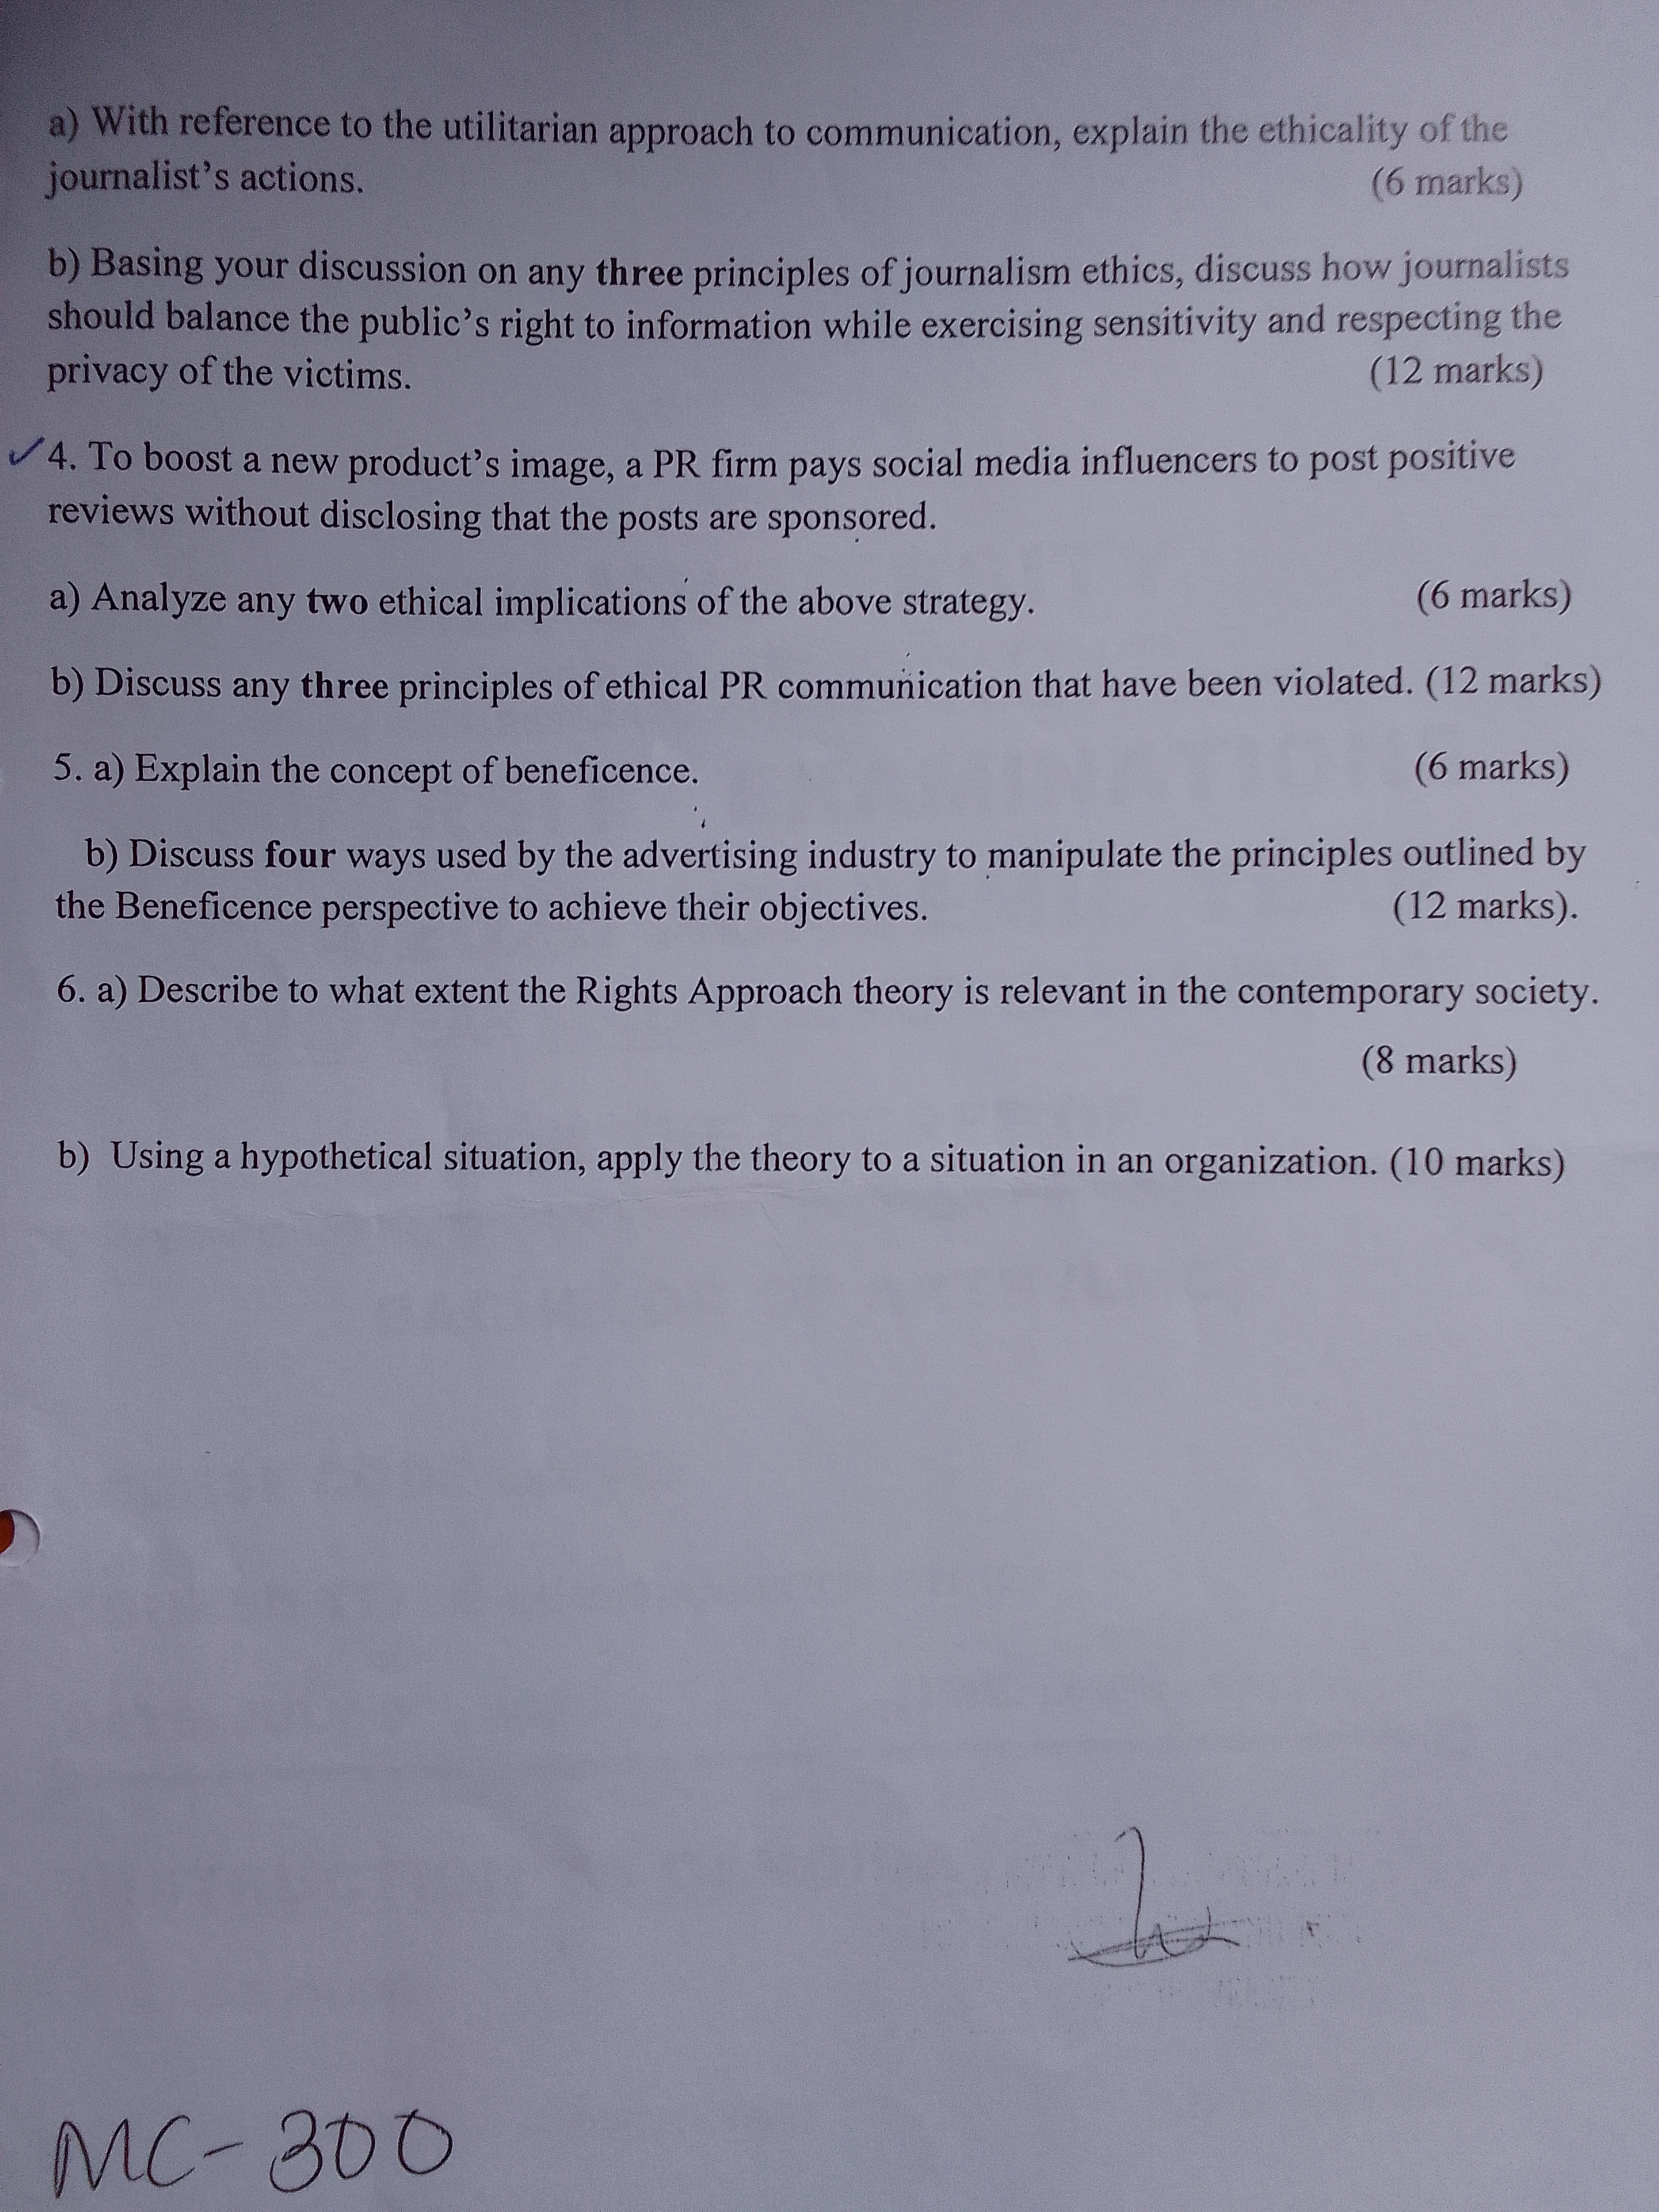 a) With reference to the utilitarian approach to communication, explain the ethicality of the
journalist's actions. (6 marks)
b) Basing your discussion on any three principles of journalism ethics, discuss how journalists
should balance the public's right to information while exercising sensitivity and respecting the
privacy of the victims. (12 marks)
4. To boost a new product's image, a PR firm pays social media influencers to post positive
reviews without disclosing that the posts are sponsored.
a) Analyze any two ethical implications of the above strategy. (6 marks)
b) Discuss any three principles of ethical PR communication that have been violated. (12 marks)
5. a) Explain the concept of beneficence. (6 marks)
b) Discuss four ways used by the advertising industry to manipulate the principles outlined by
the Beneficence perspective to achieve their objectives. (12 marks).
6. a) Describe to what extent the Rights Approach theory is relevant in the contemporary society.
(8 marks)
b) Using a hypothetical situation, apply the theory to a situation in an organization. (10 marks)
MC-300